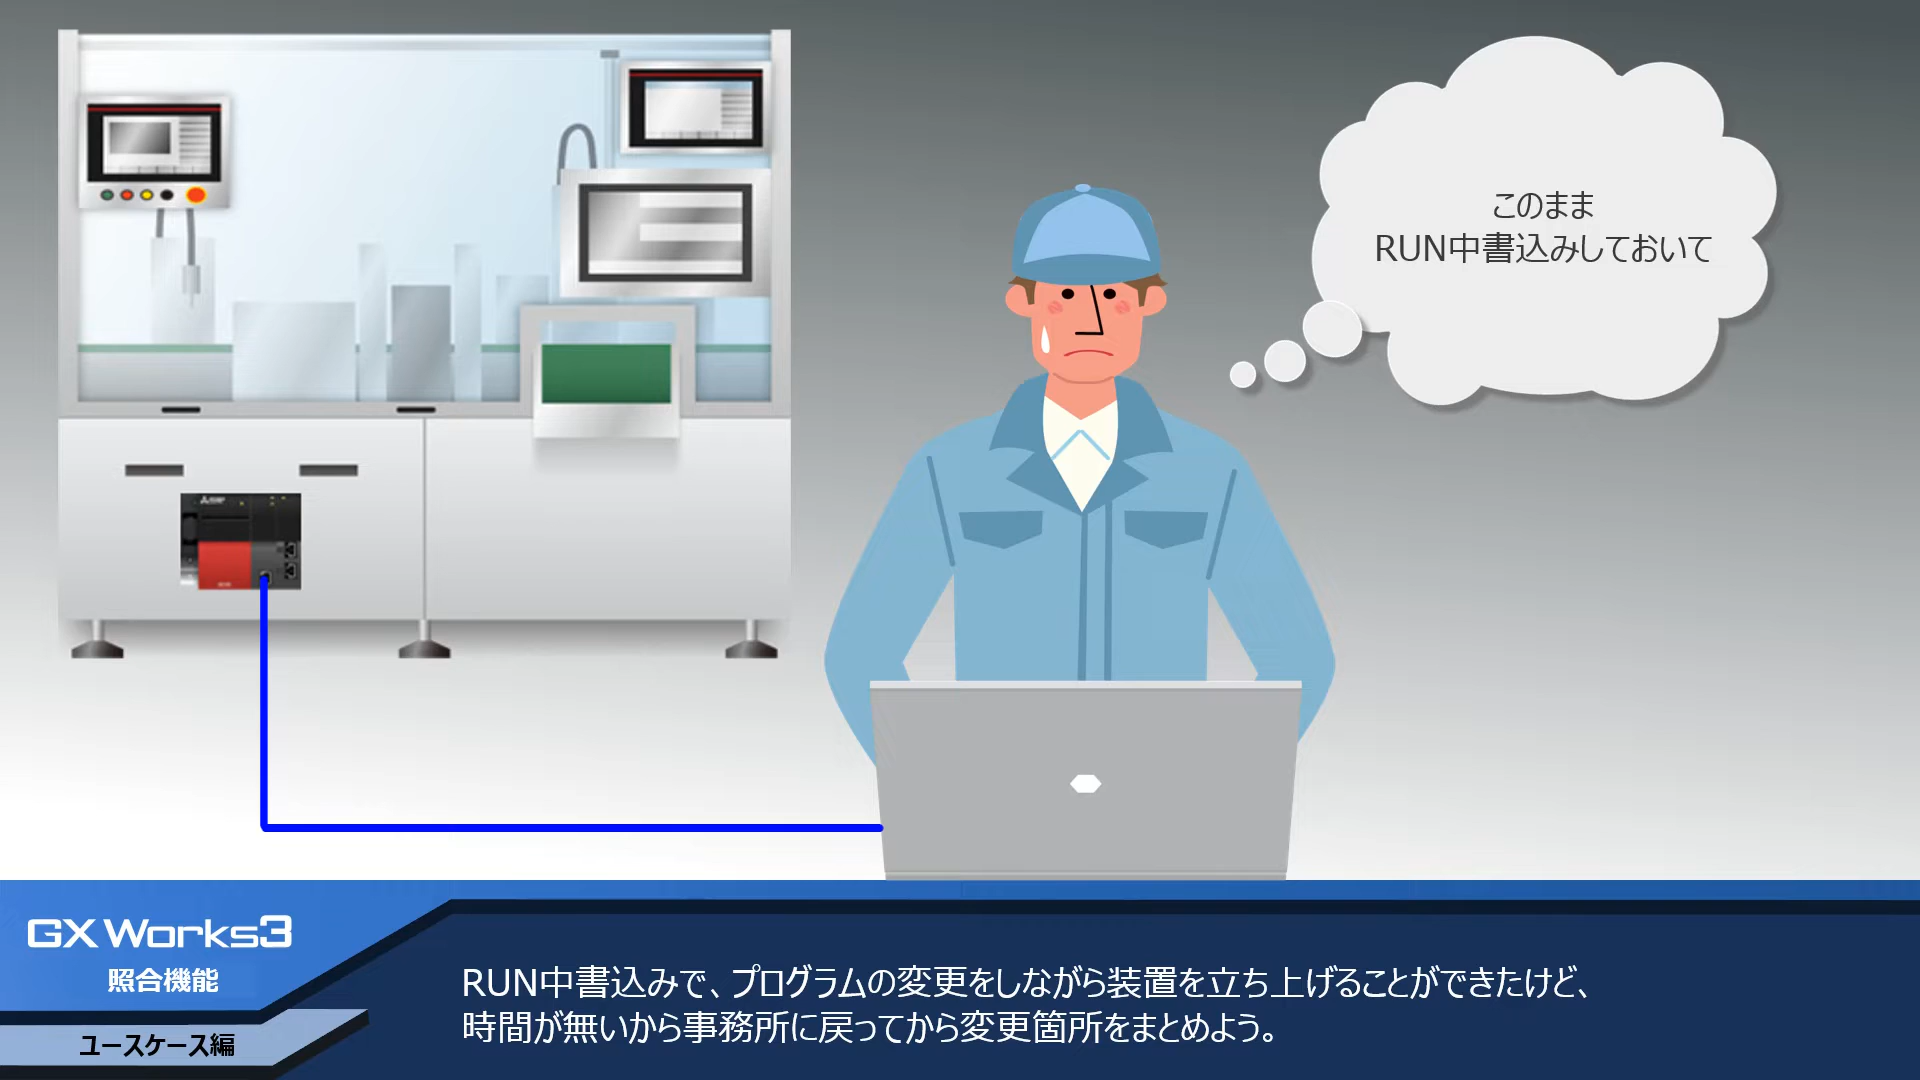 このまま
RUN中書込みしておいて
GX Works3
照合機能
ユースケース編
RUN中書込みで、プログラムの変更をしながら装置を立ち上げることができたけど、
時間が無いから事務所に戻ってから変更箇所をまとめよう。